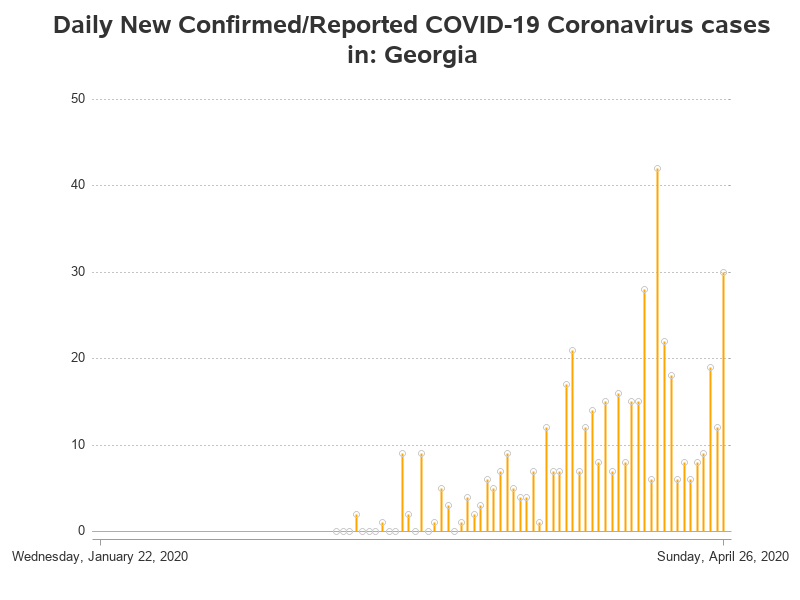 Daily New Confirmed/Reported COVID-19 Coronavirus cases
in: Georgia
50
40
30
20
10
0
Wednesday, January 22, 2020
Sunday, April 26, 2020